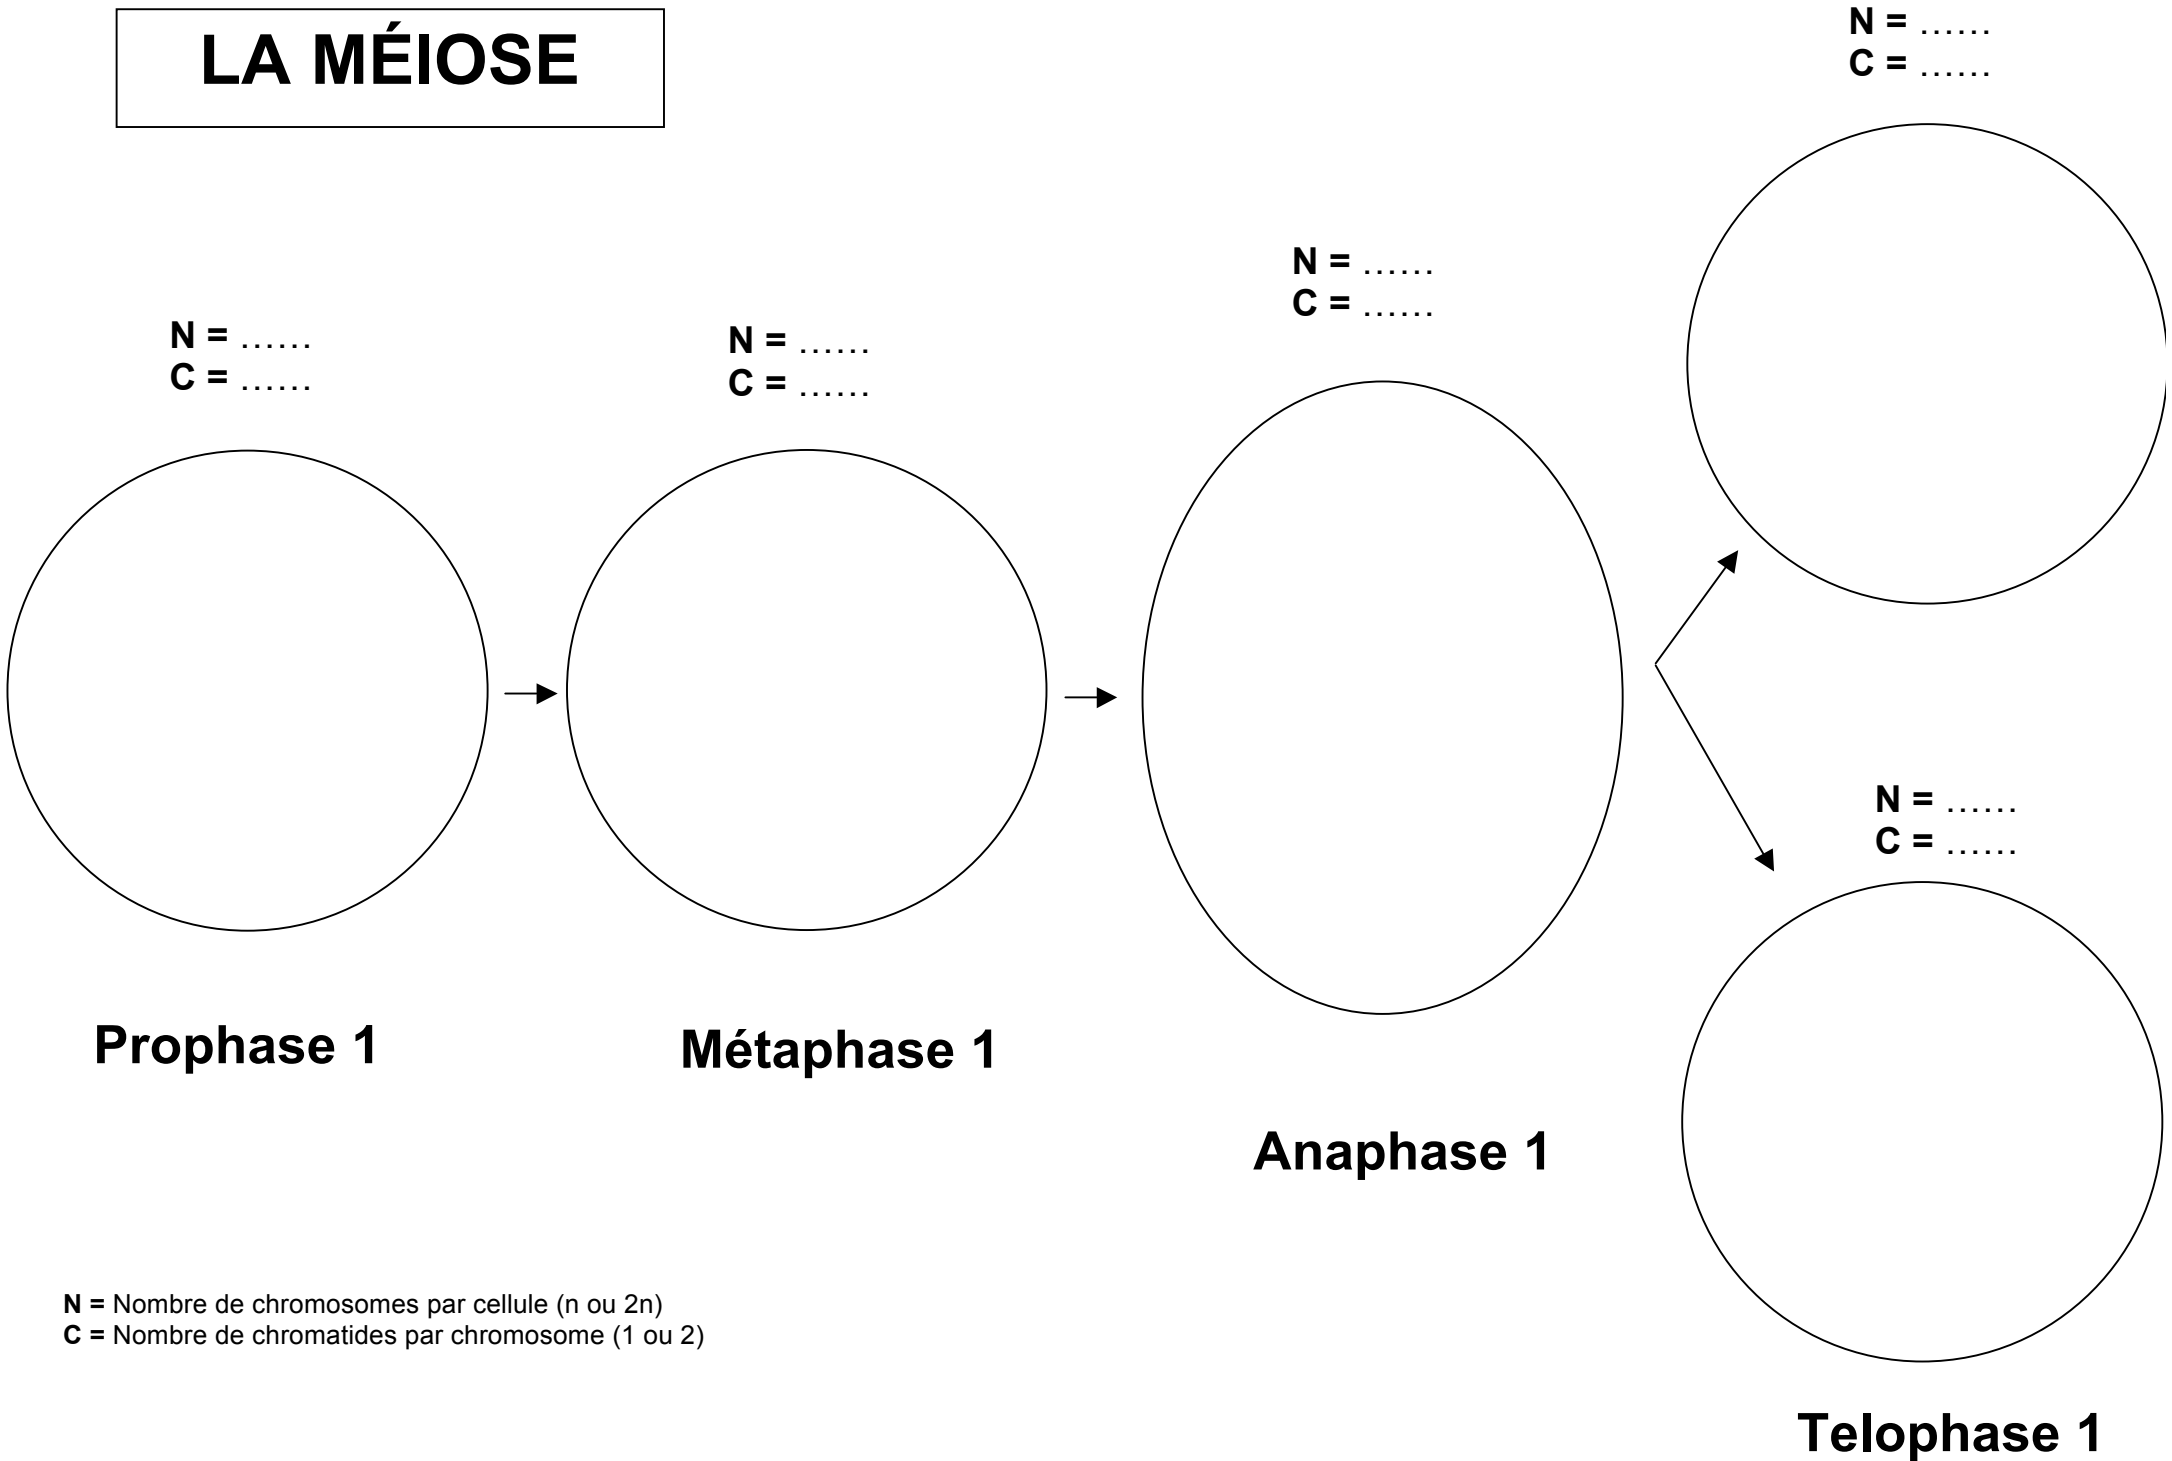 LA MÉIOSE
N = ......
C = ......
N = ......
C = ......
N = ......
C = ......
N = ......
C = ......
N = ......
C = ......
Prophase 1
Métaphase 1
Anaphase 1
Telophase 1
N = Nombre de chromosomes par cellule (n ou 2n)
C = Nombre de chromatides par chromosome (1 ou 2)